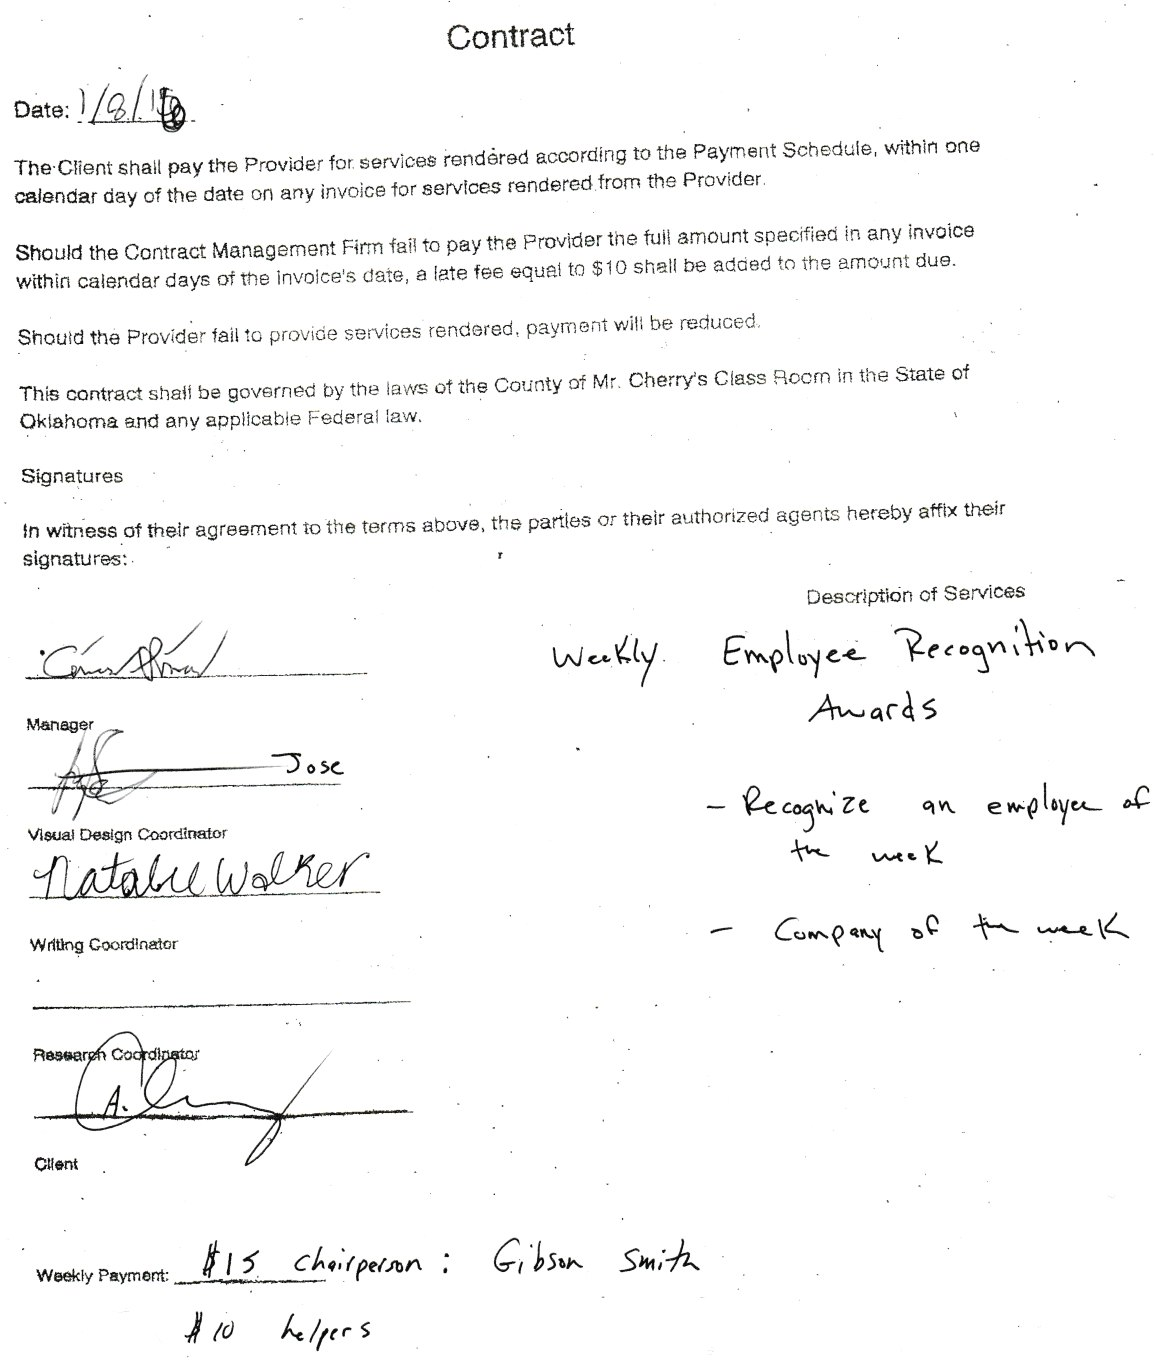 Contract
Date: 1/8/1
The Client shall pay the Provider for services rendered according to the Payment Schedule, within one
calendar day of the date on any invoice for services rendered from the Provider.
Should the Contract Management Firm fail to pay the Provider the full amount specified in any invoice
within calendar days of the invoice's date, a late fee equal to $10 shall be added to the amount due.
Should the Provider fail to provide services rendered, payment will be reduced.
This contract shall be governed by the laws of the County of Mr. Cherry's Class Room in the State of
Oklahoma and any applicable Federal law.
Signatures
In witness of their agreement to the terms above, the parties or their authorized agents hereby affix their
signatures:
Manager
Jose
Visual Design Coordinator
Natalie Walker
Writing Coordinator
Research Coordinator
A.
Client
Description of Services
Weekly Employee Recognition
Awards
- Recognize an employee of
the week
- Company of the week
Weekly Payment: $15 Chairperson: Gibson Smith
$10 helpers